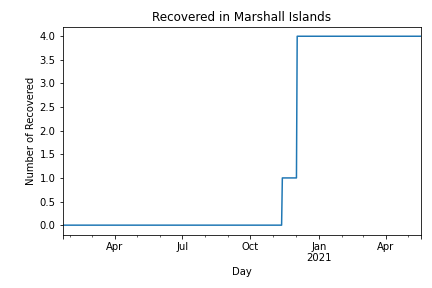 Recovered in Marshall Islands
4.0
3.5
3.0
2.5
2.0
1.5
1.0
0.5
0.0
Number of Recovered
Apr Jul Oct Jan Apr
2021
Day